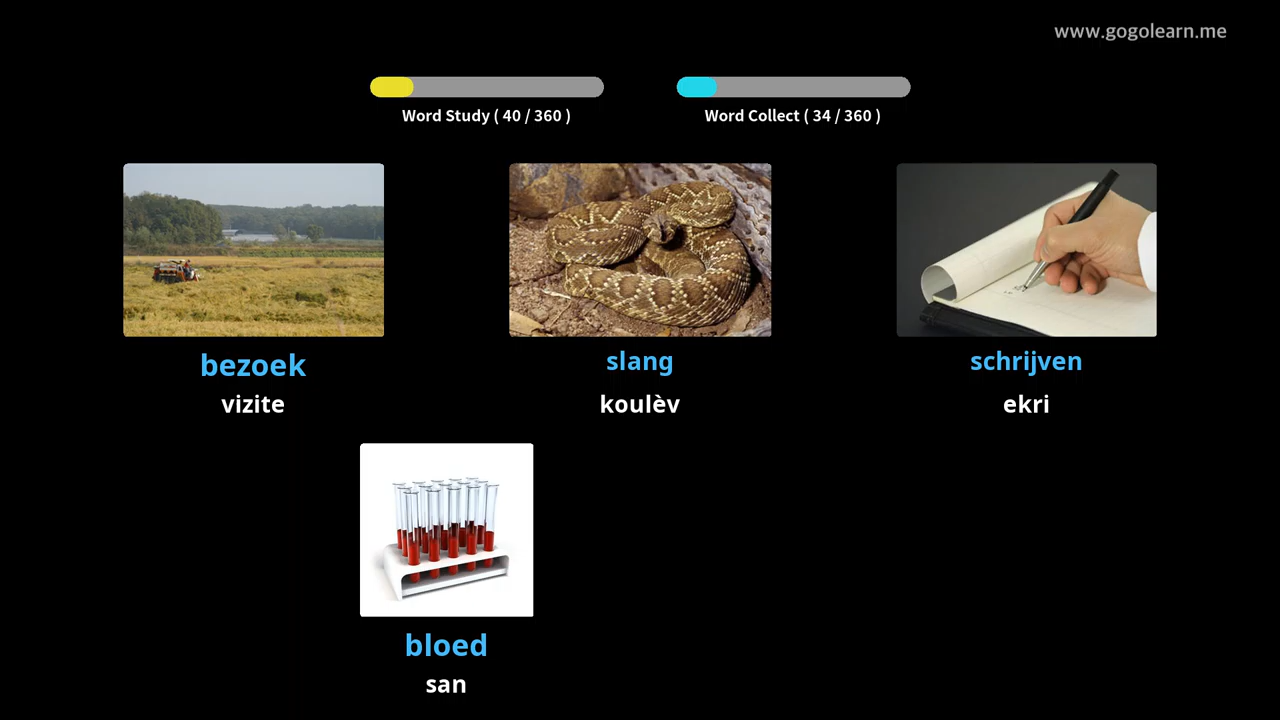 www.gogolearn.me
Word Study ( 40 / 360 )
Word Collect ( 34 / 360 )
bezoek
vizite
slang
koulèv
schrijven
ekri
bloed
san